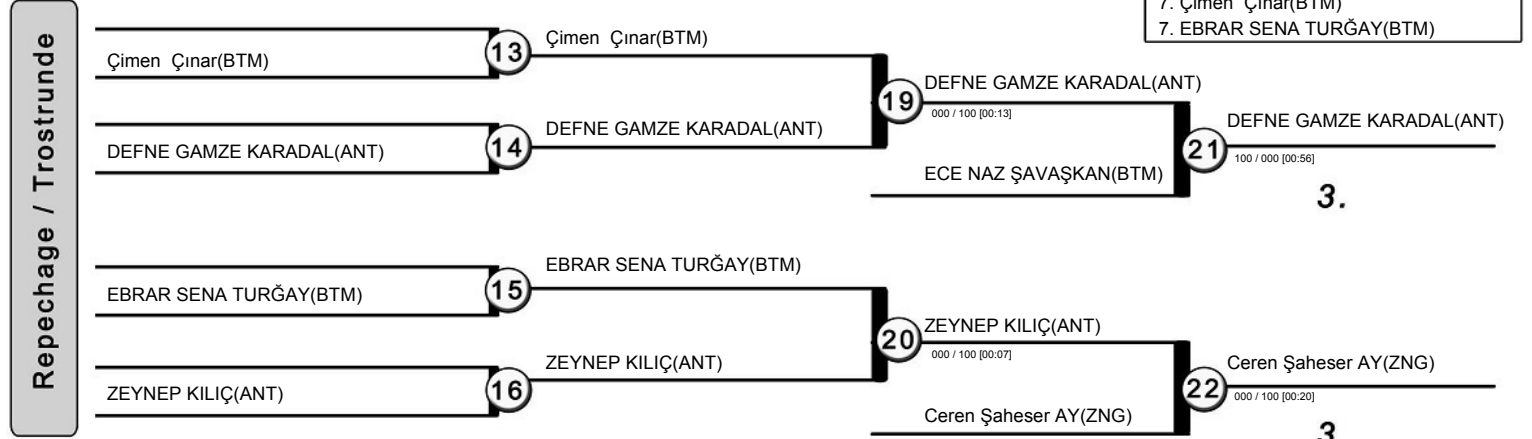 7. Çimen Çınar(BTM)
7. EBRAR SENA TURĞAY(BTM)
Repechage / Trostrunde
Çimen Çınar(BTM)
13
Çimen Çınar(BTM)
DEFNE GAMZE KARADAL(ANT)
14
DEFNE GAMZE KARADAL(ANT)
19
DEFNE GAMZE KARADAL(ANT)
000 / 100 [00:13]
ECE NAZ ŞAVAŞKAN(BTM)
21
DEFNE GAMZE KARADAL(ANT)
100 / 000 [00:56]
3.
EBRAR SENA TURĞAY(BTM)
15
EBRAR SENA TURĞAY(BTM)
ZEYNEP KILIÇ(ANT)
16
ZEYNEP KILIÇ(ANT)
20
ZEYNEP KILIÇ(ANT)
000 / 100 [00:07]
Ceren Şaheser AY(ZNG)
22
Ceren Şaheser AY(ZNG)
000 / 100 [00:20]
3.